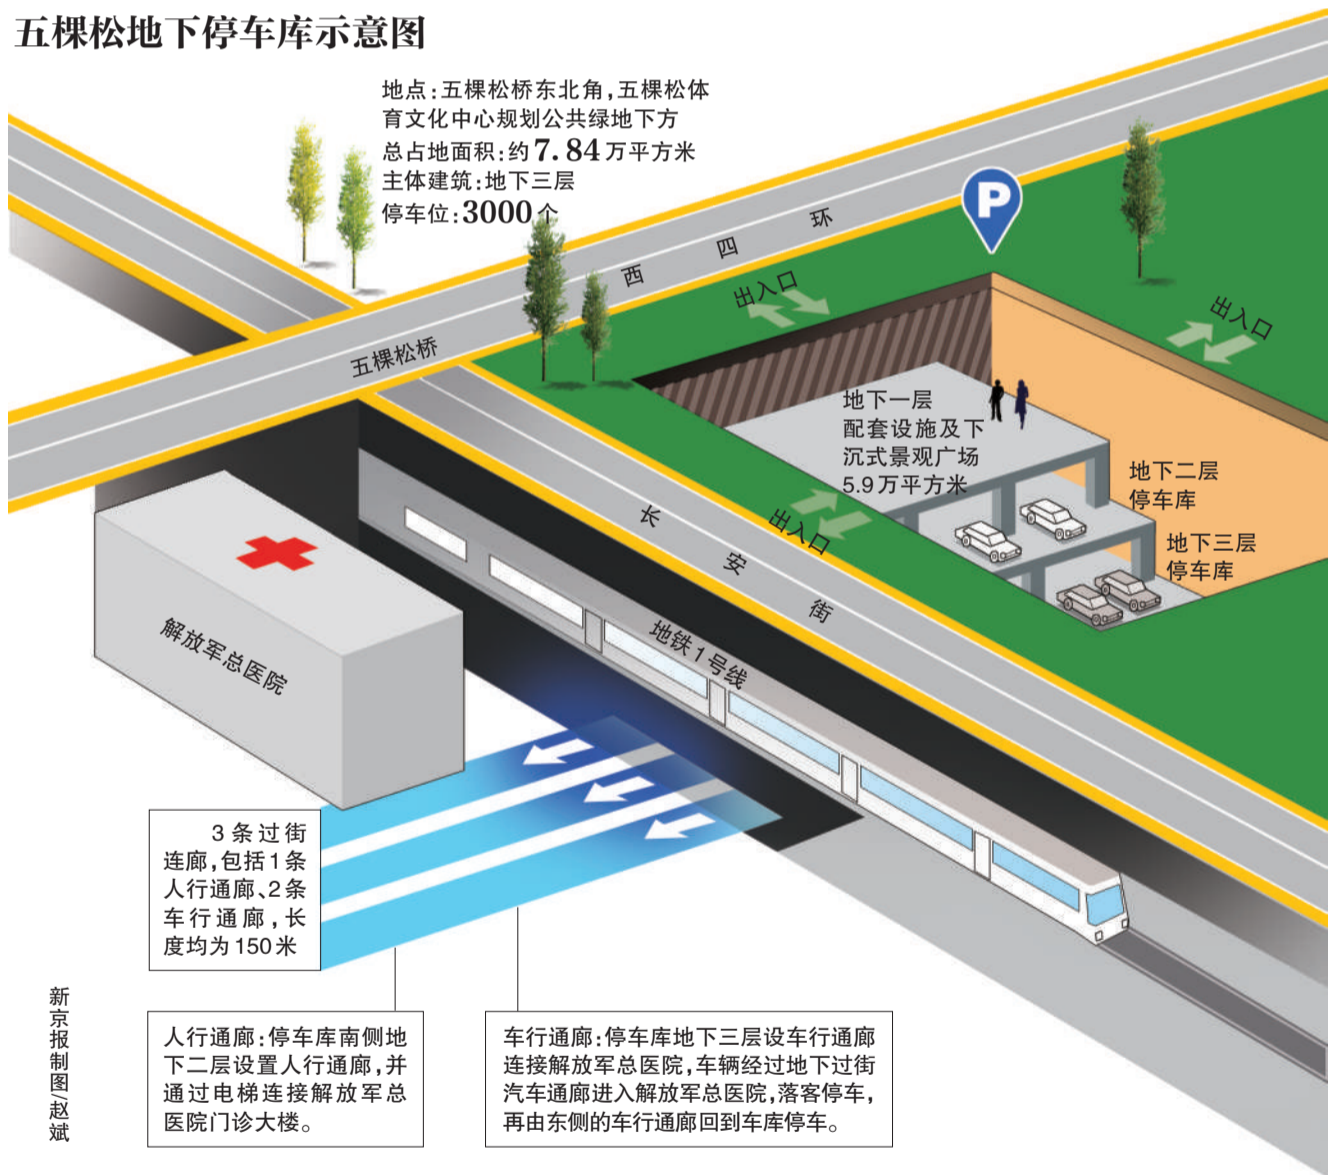 五棵松地下停车库示意图
地点:五棵松桥东北角,五棵松体
育文化中心规划公共绿地下方
总占地面积:约7.84万平方米
主体建筑:地下三层
停车位:3000个
西四环
五棵松桥
出入口
出入口
地下一层
配套设施及下
沉式景观广场
5.9万平方米
地下二层
停车库
地下三层
停车库
出入口
长安街
地铁1号线
解放军总医院
3条过街
连廊,包括1条
人行通廊、2条
车行通廊,长
度均为150米
人行通廊:停车库南侧地
下二层设置人行通廊,并
通过电梯连接解放军总
医院门诊大楼。
车行通廊:停车库地下三层设车行通廊
连接解放军总医院,车辆经过地下过街
汽车通廊进入解放军总医院,落客停车,
再由东侧的车行通廊回到车库停车。
新京报制图/赵斌
P